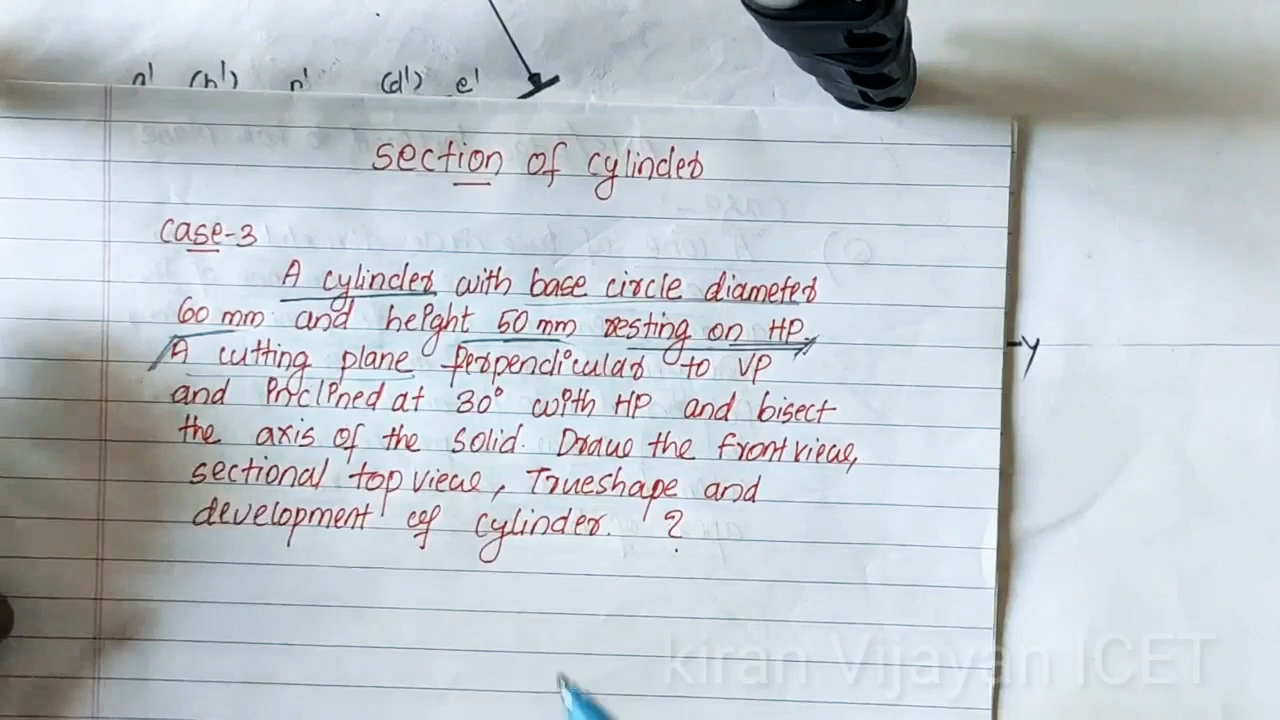 a' (b') n' (d') e'
section of cylinder
case-3
A cylinder with base circle diameter
60 mm and height 50 mm resting on HP.
A cutting plane perpendicular to VP
and inclined at 30° with HP and bisect
the axis of the solid. Draw the front view,
sectional top view, Trueshape and
development of cylinder. ?
y
kiran Vijayan ICET